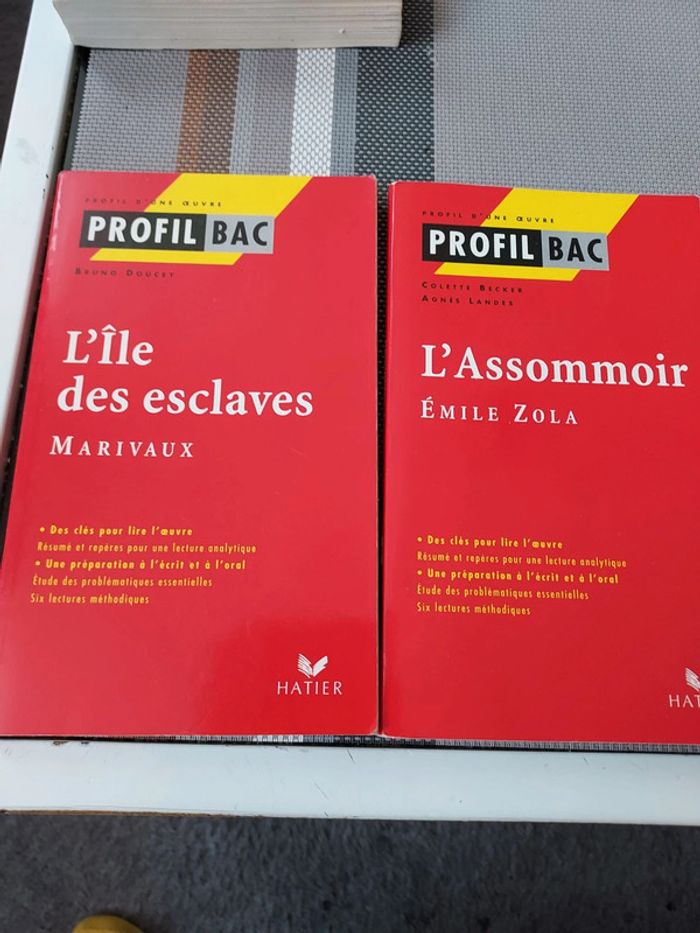 PROFIL D'UNE ŒUVRE
PROFIL BAC
BRUNO DOUCEY
L'Île
des esclaves
MARIVAUX
• Des clés pour lire l'œuvre
Résumé et repères pour une lecture analytique
• Une préparation à l'écrit et à l'oral
Étude des problématiques essentielles
Six lectures méthodiques
HATIER
PROFIL D'UNE ŒUVRE
PROFIL BAC
COLETTE BECKER
AGNÈS LANDES
L'Assommoir
ÉMILE ZOLA
• Des clés pour lire l'œuvre
Résumé et repères pour une lecture analytique
• Une préparation à l'écrit et à l'oral
Étude des problématiques essentielles
Six lectures méthodiques
HAT